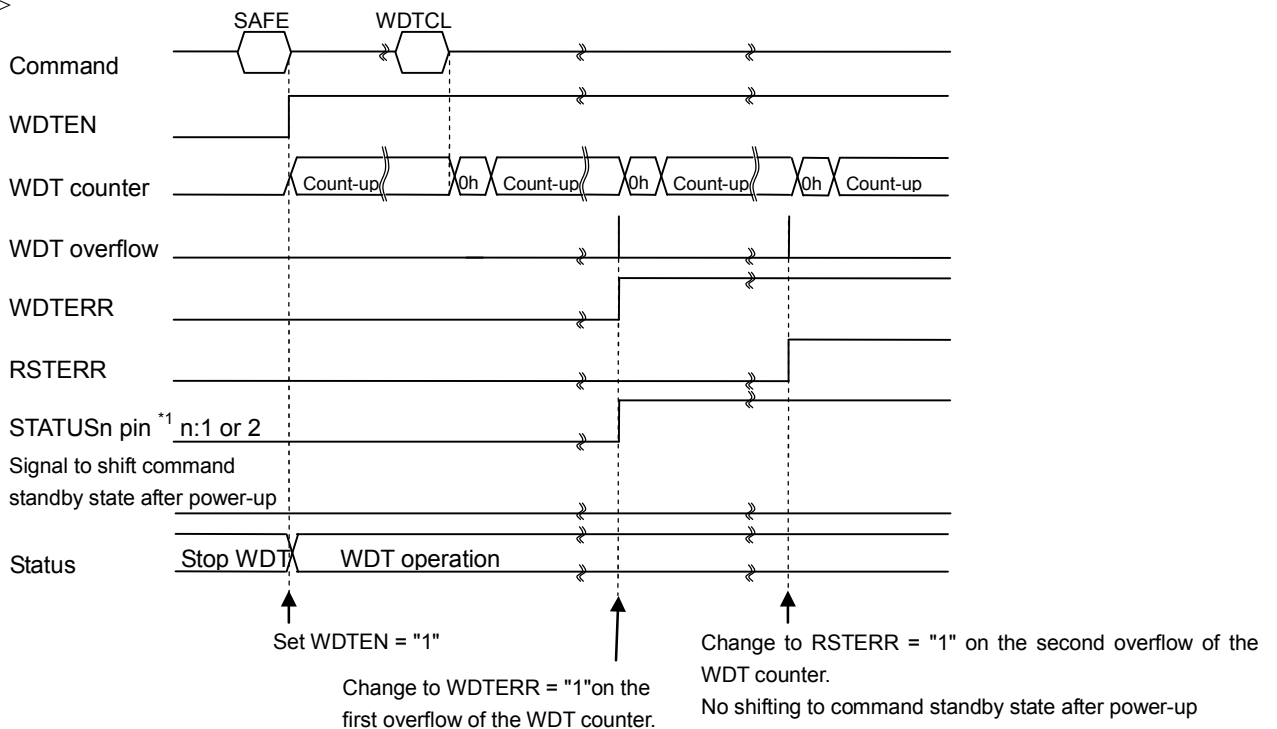 >
SAFE WDTCL
Command
WDTEN
WDT counter Count-up 0h Count-up 0h Count-up 0h Count-up
WDT overflow
WDTERR
RSTERR
STATUSn pin *1 n:1 or 2
Signal to shift command
standby state after power-up
Status Stop WDT WDT operation
Set WDTEN = "1"
Change to WDTERR = "1"on the
first overflow of the WDT counter.
Change to RSTERR = "1" on the second overflow of the
WDT counter.
No shifting to command standby state after power-up